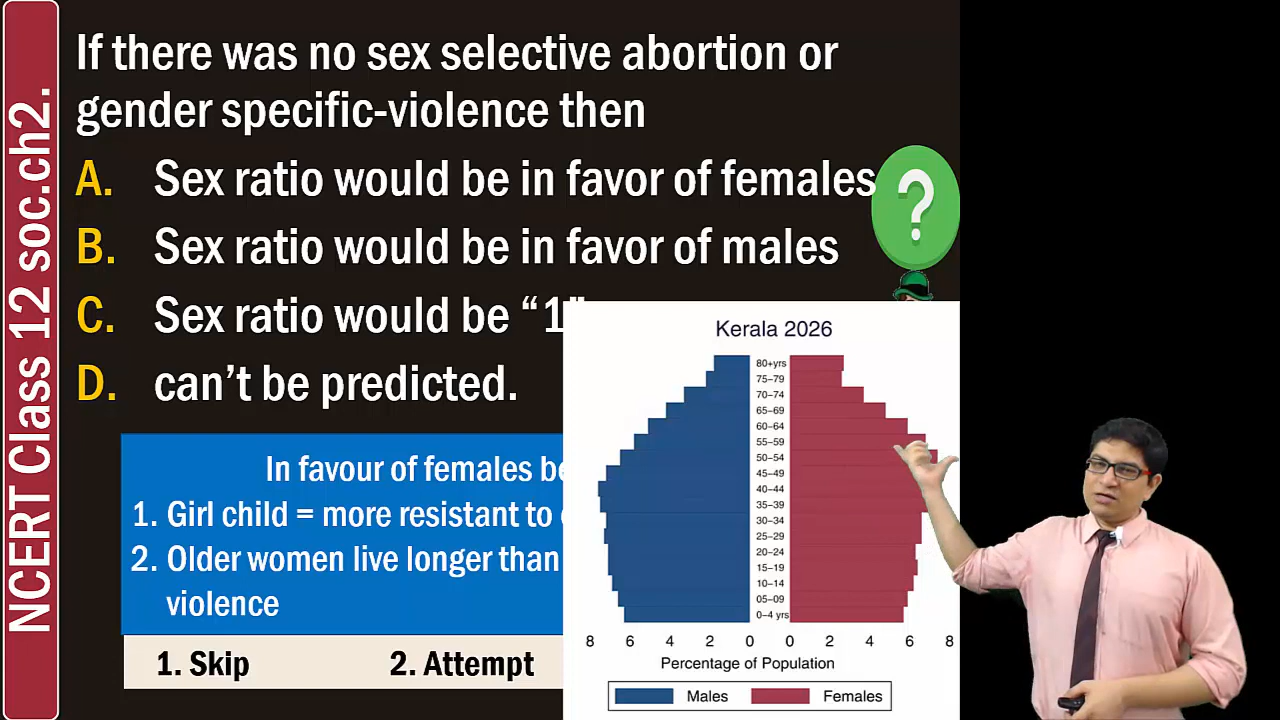 NCERT Class 12 soc.ch2.
If there was no sex selective abortion or
gender specific-violence then
A. Sex ratio would be in favor of females
B. Sex ratio would be in favor of males
C. Sex ratio would be “1”
D. can’t be predicted.
?
In favour of females
1. Girl child = more resistant to
2. Older women live longer than
violence
1. Skip 2. Attempt
Kerala 2026
80+yrs
75–79
70–74
65–69
60–64
55–59
50–54
45–49
40–44
35–39
30–34
25–29
20–24
15–19
10–14
05–09
0–4 yrs
8 6 4 2 0 0 2 4 6 8
Percentage of Population
Males Females